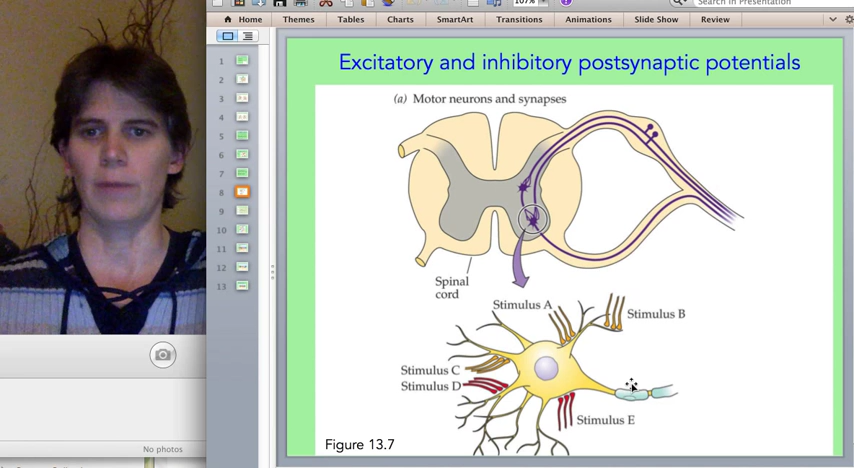 107%
Search in Presentation
Home Themes Tables Charts SmartArt Transitions Animations Slide Show Review
1
2
3
4
5
6
7
8
9
10
11
12
13
Excitatory and inhibitory postsynaptic potentials
(a) Motor neurons and synapses
Spinal
cord
Stimulus A
Stimulus B
Stimulus C
Stimulus D
Stimulus E
Figure 13.7
No photos